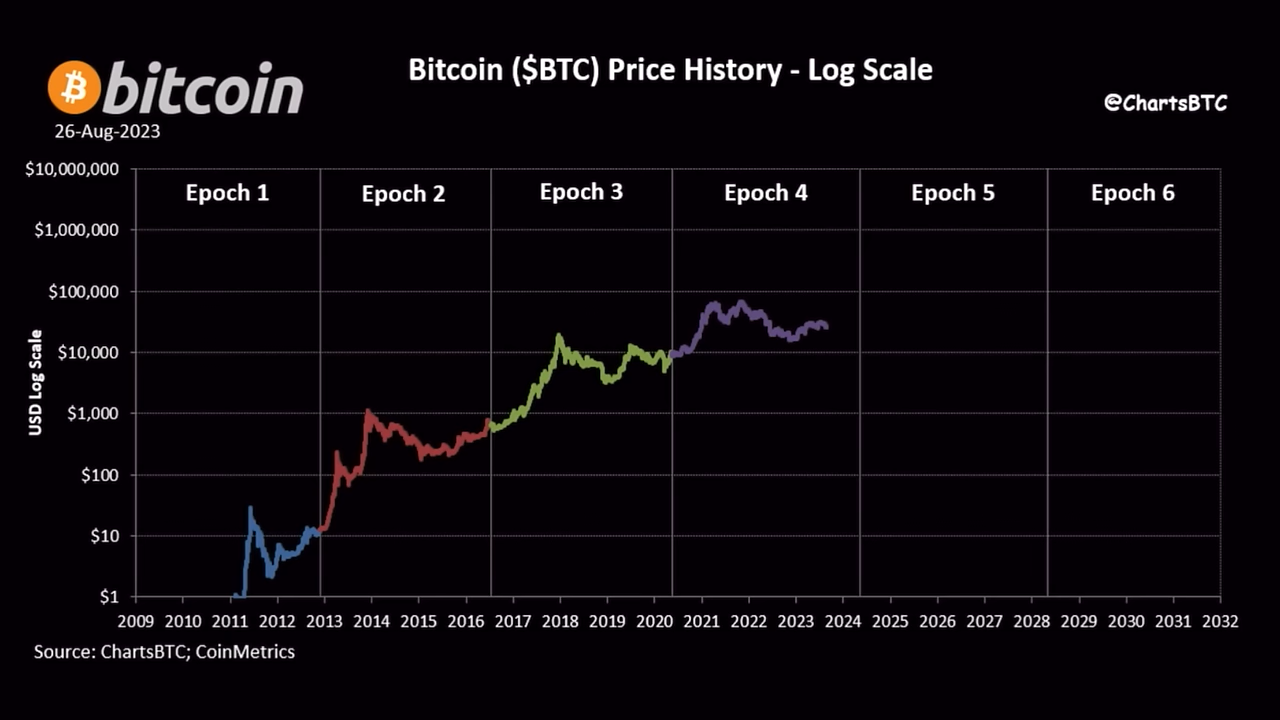 Bitcoin ($BTC) Price History - Log Scale
bitcoin
@ChartsBTC
26-Aug-2023
Epoch 1 Epoch 2 Epoch 3 Epoch 4 Epoch 5 Epoch 6
USD Log Scale
$10,000,000
$1,000,000
$100,000
$10,000
$1,000
$100
$10
$1
2009 2010 2011 2012 2013 2014 2015 2016 2017 2018 2019 2020 2021 2022 2023 2024 2025 2026 2027 2028 2029 2030 2031 2032
Source: ChartsBTC; CoinMetrics